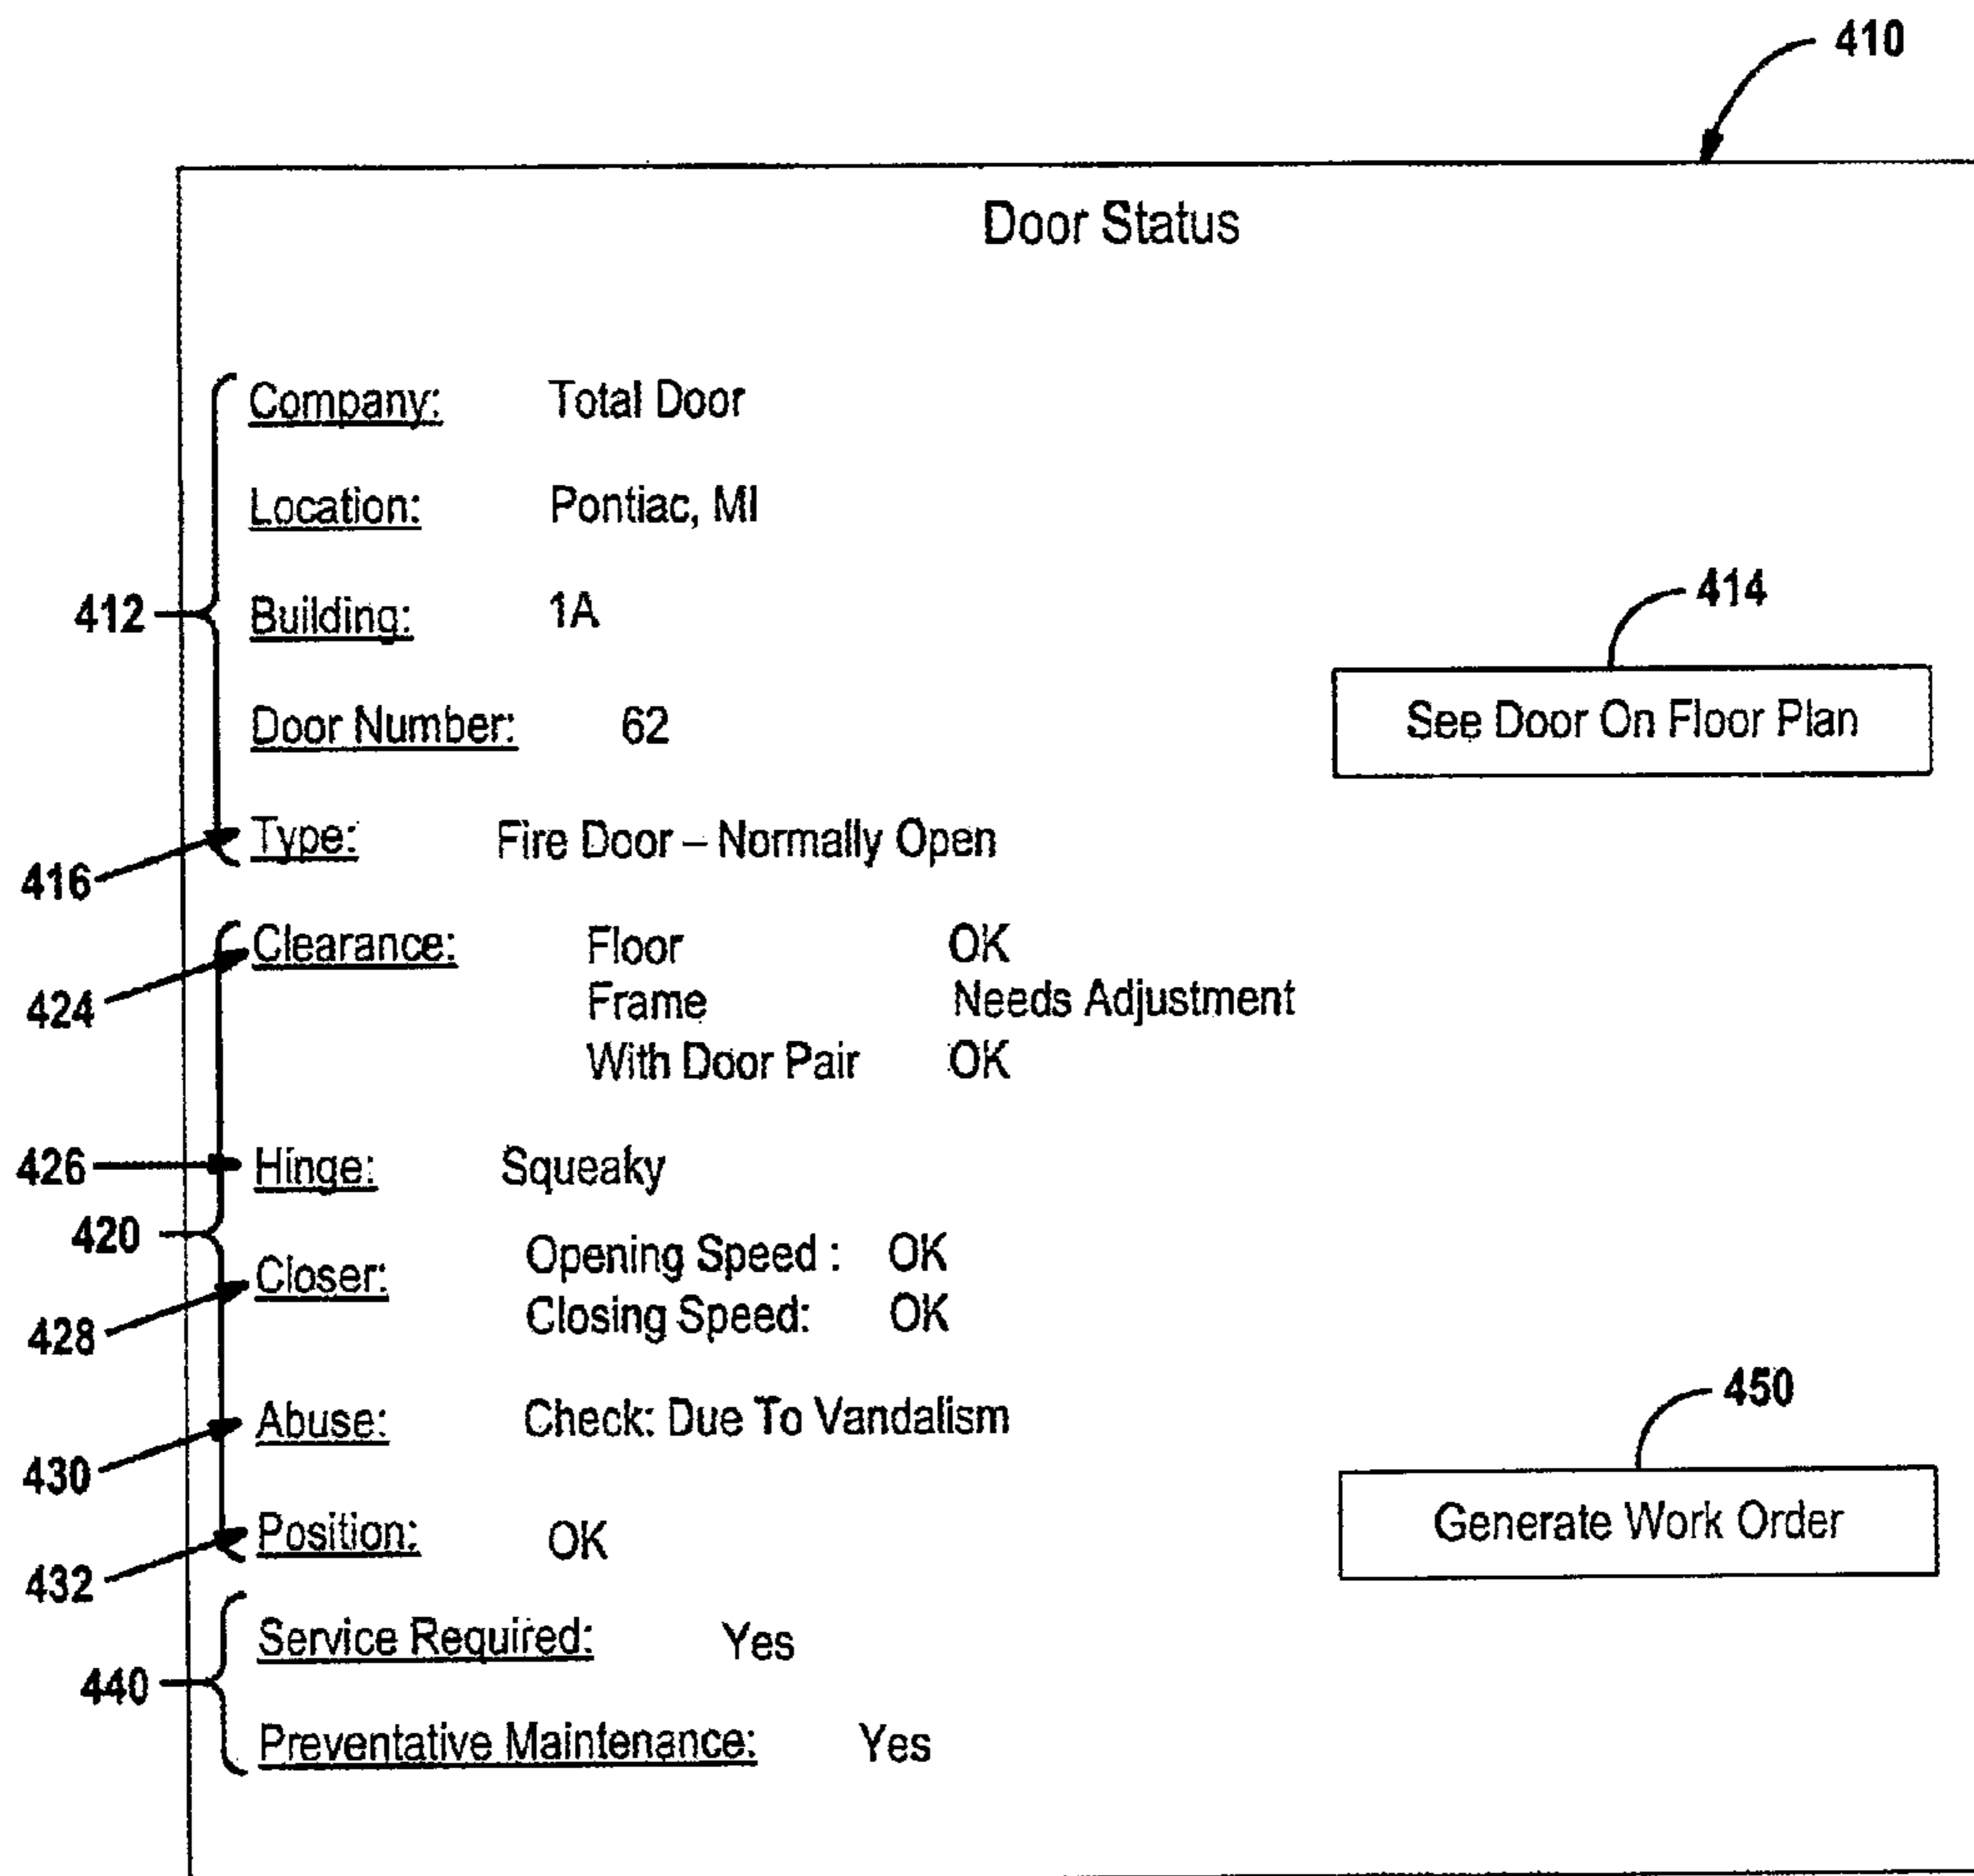 410
Door Status
Company: Total Door
Location: Pontiac, MI
412
Building: 1A
414
Door Number: 62
See Door On Floor Plan
Type: Fire Door – Normally Open
416
Clearance: Floor OK
424
Frame Needs Adjustment
With Door Pair OK
426
Hinge: Squeaky
420
Closer: Opening Speed : OK
Closing Speed: OK
428
450
Abuse: Check: Due To Vandalism
430
Generate Work Order
Position: OK
432
Service Required: Yes
440
Preventative Maintenance: Yes